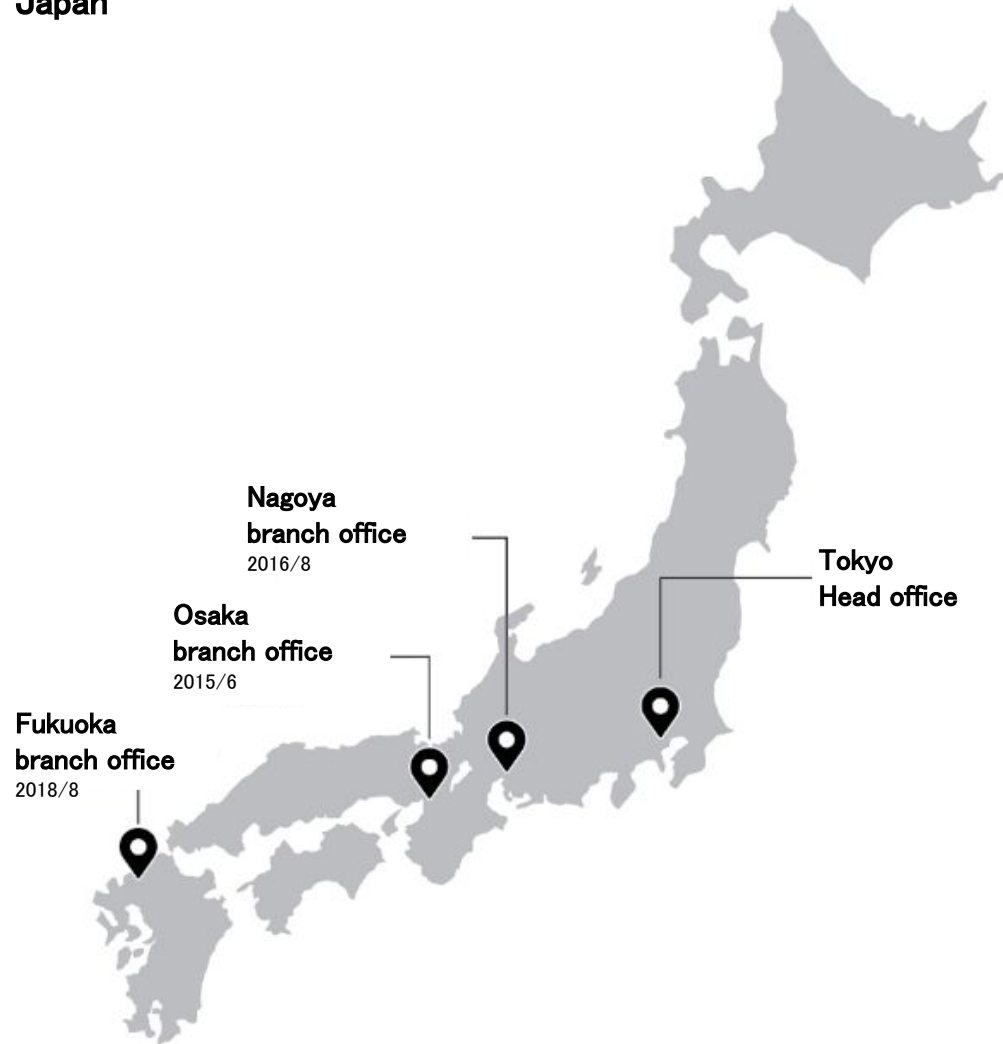 Japan
Nagoya
branch office
2016/8
Tokyo
Head office
Osaka
branch office
2015/6
Fukuoka
branch office
2018/8